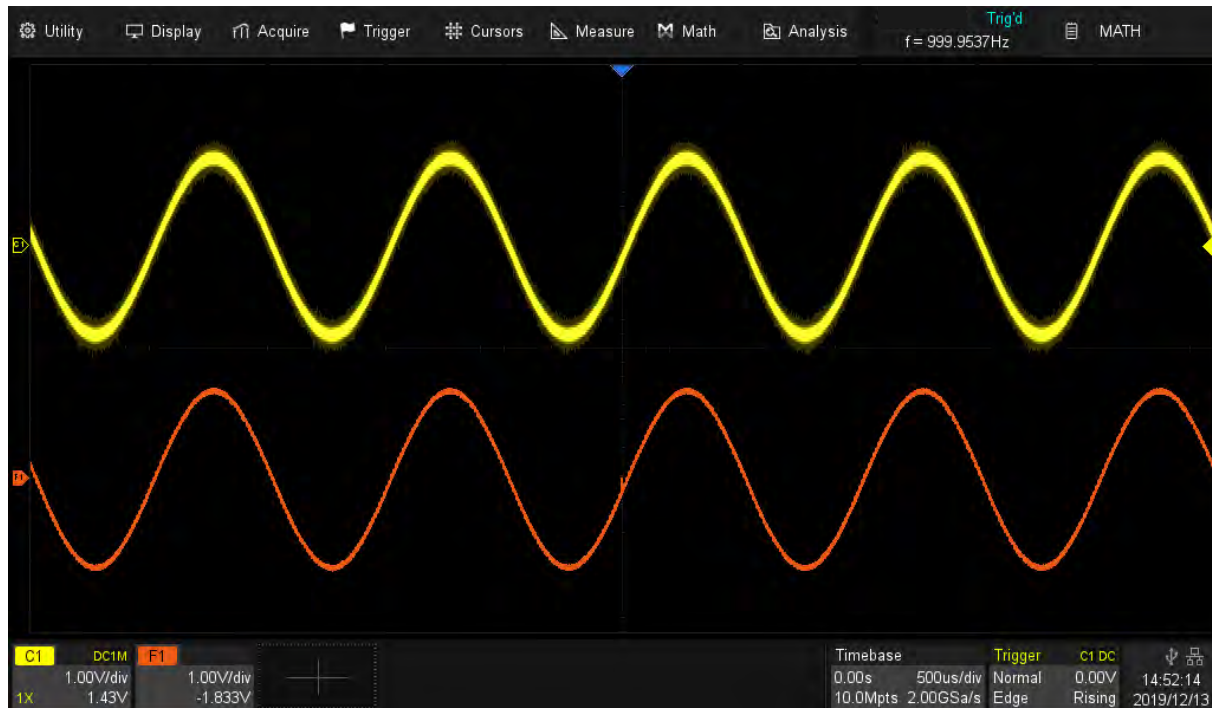 Utility Display Acquire Trigger Cursors Measure Math Analysis Trig'd MATH
f = 999.9537Hz
C1
F1
C1 DC1M F1
1.00V/div 1.00V/div
1X 1.43V -1.833V
Timebase Trigger C1 DC
0.00s 500us/div Normal 0.00V 14:52:14
10.0Mpts 2.00GSa/s Edge Rising 2019/12/13